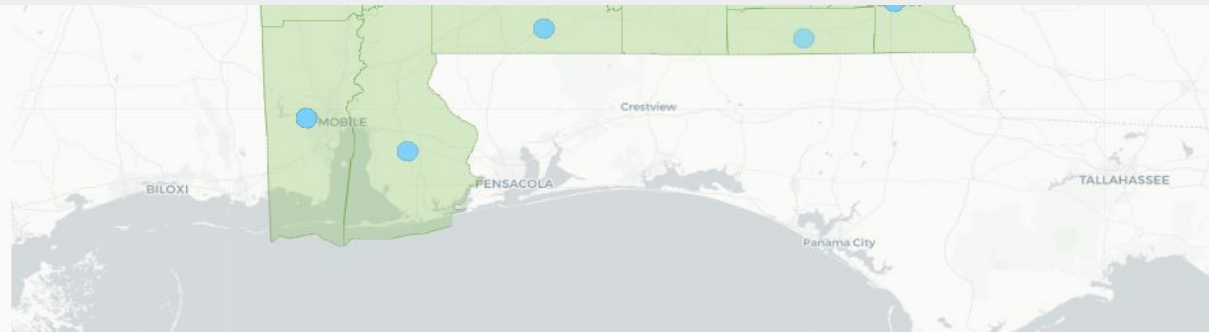 Crestview
MOBILE
BILOXI
PENSACOLA
TALLAHASSEE
Panama City